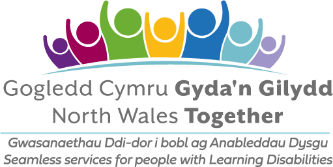 Gogledd Cymru Gyda'n Gilydd
North Wales Together
Gwasanaethau Ddi-dor i bobl ag Anableddau Dysgu
Seamless services for people with Learning Disabilities.